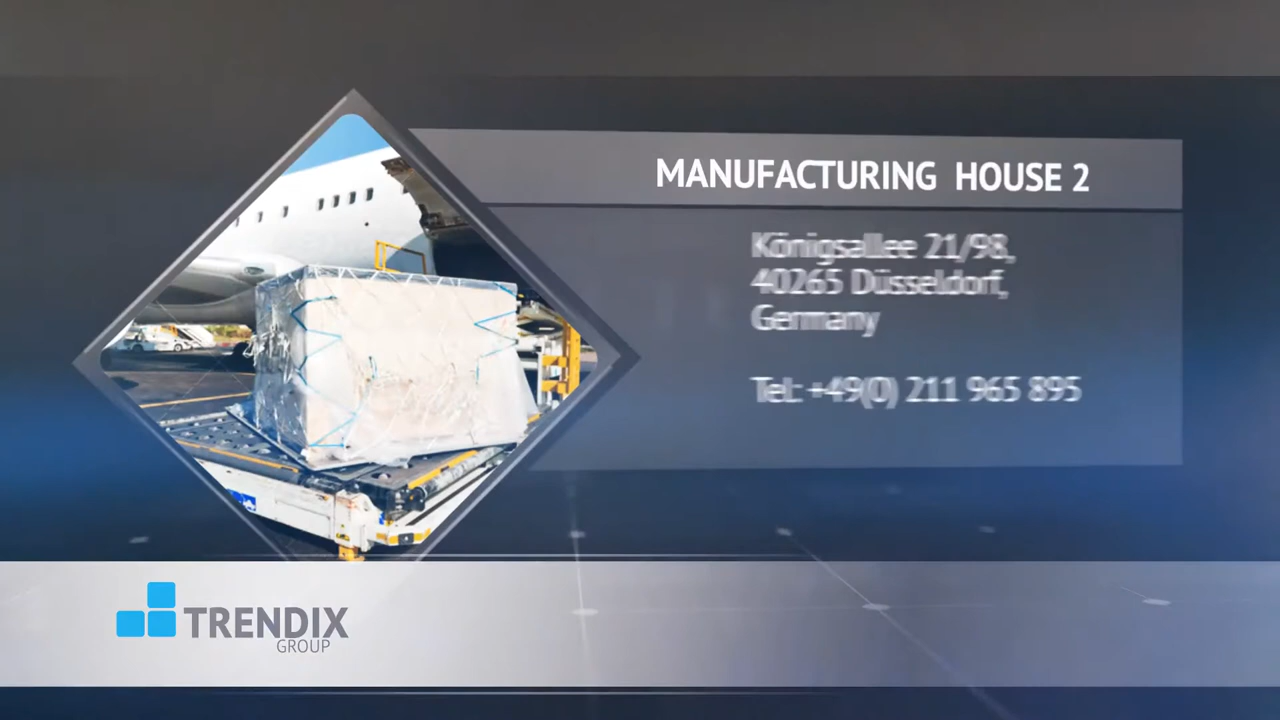 MANUFACTURING HOUSE 2
Königsallee 21/98,
40265 Düsseldorf,
Germany
Tel.: +49(0) 211 965 895
TRENDIX
GROUP